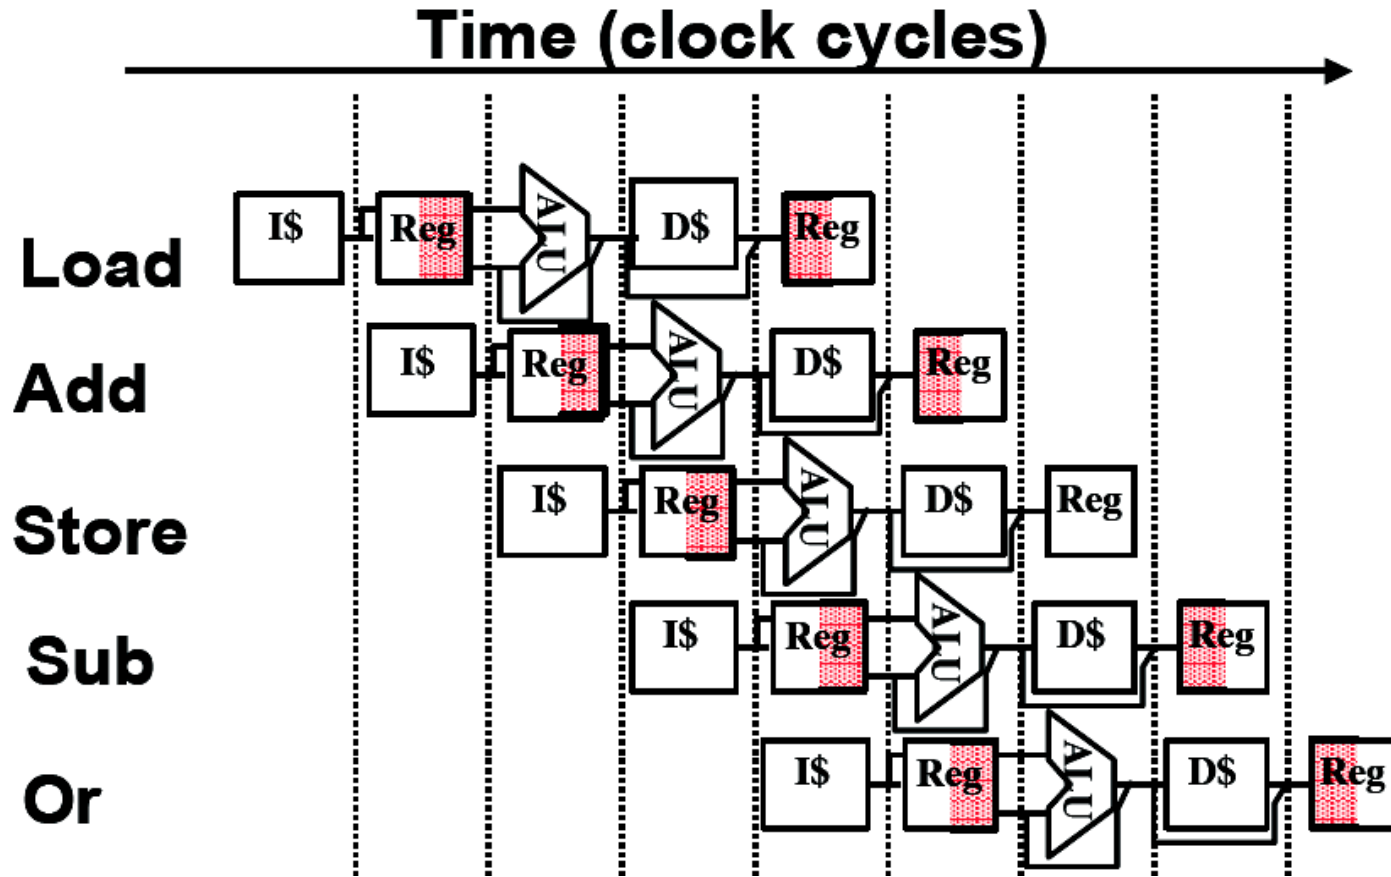 Time (clock cycles)
Load I$ Reg ALU D$ Reg
Add I$ Reg ALU D$ Reg
Store I$ Reg ALU D$ Reg
Sub I$ Reg ALU D$ Reg
Or I$ Reg ALU D$ Reg